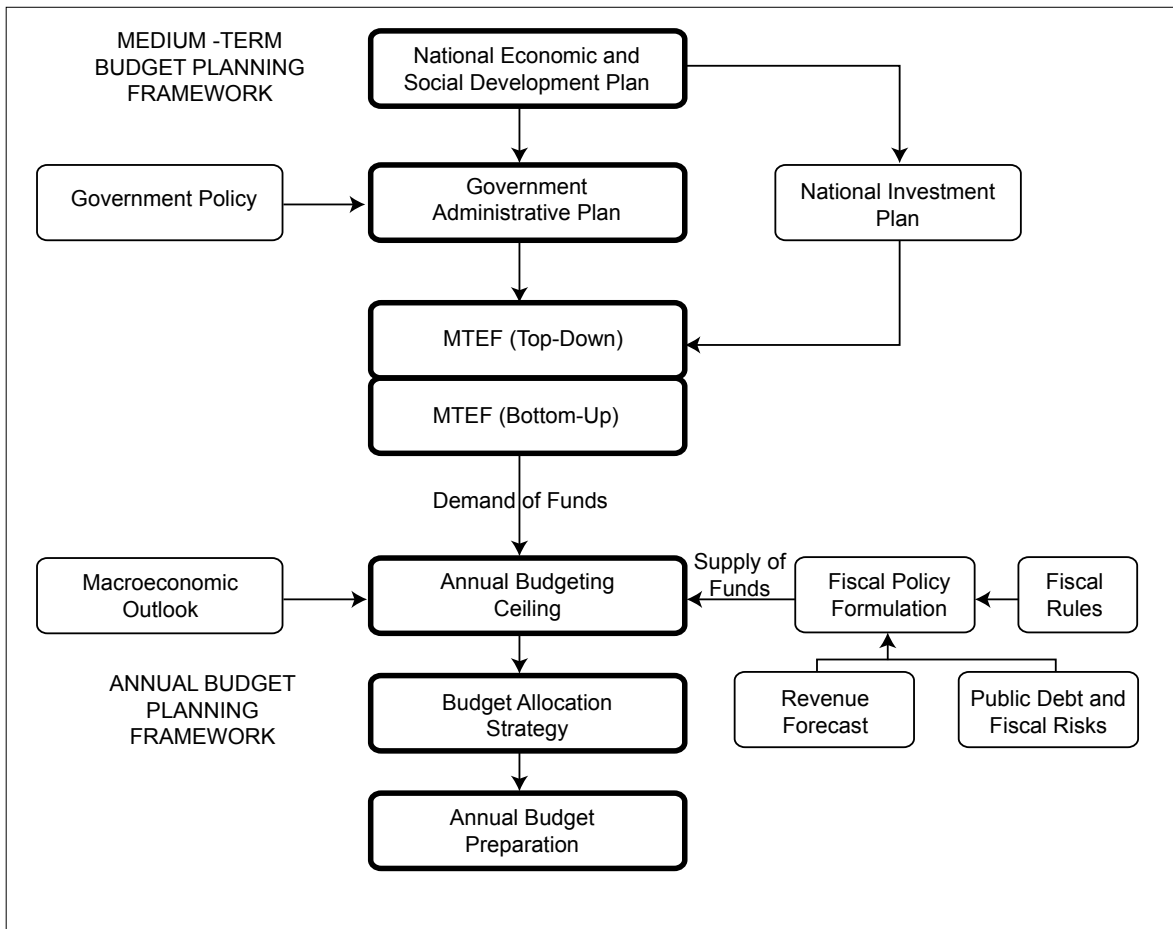 MEDIUM -TERM
BUDGET PLANNING
FRAMEWORK
National Economic and
Social Development Plan
Government Policy
Government
Administrative Plan
National Investment
Plan
MTEF (Top-Down)
MTEF (Bottom-Up)
Demand of Funds
Macroeconomic
Outlook
Annual Budgeting
Ceiling
Supply of
Funds
Fiscal Policy
Formulation
Fiscal
Rules
ANNUAL BUDGET
PLANNING
FRAMEWORK
Budget Allocation
Strategy
Revenue
Forecast
Public Debt and
Fiscal Risks
Annual Budget
Preparation